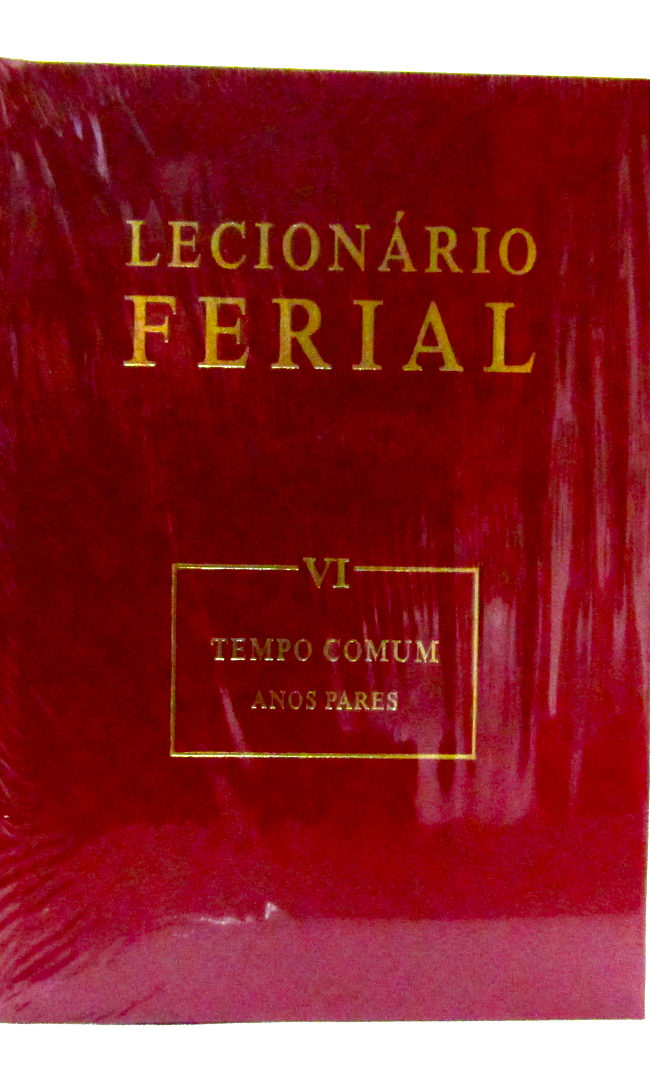 LECIONÁRIO
FERIAL
VI
TEMPO COMUM
ANOS PARES